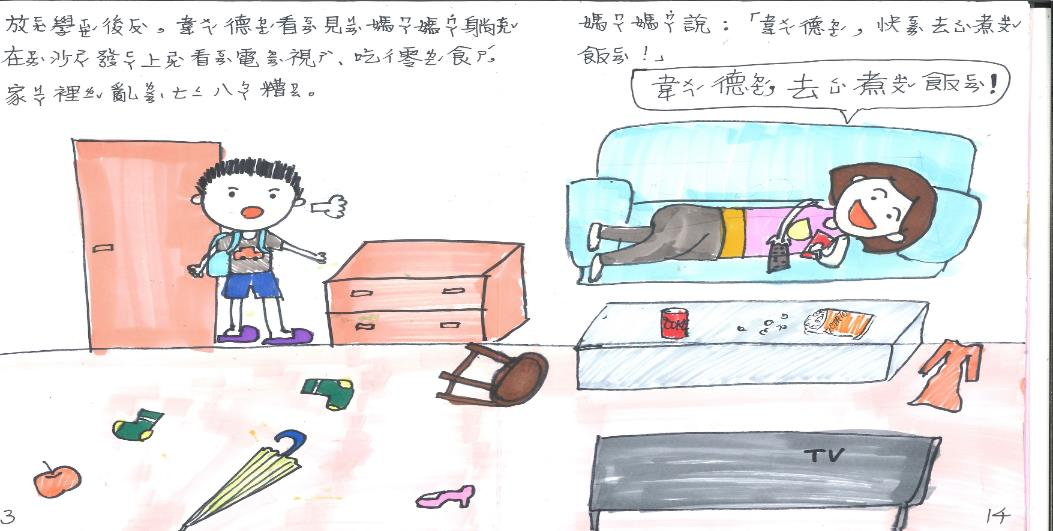 放學後，韋德看見媽媽躺
在沙發上看電視、吃零食，
家裡亂七八糟。
3
媽媽說：「韋德，快去煮
飯！」
韋德，去煮飯！
COKE
TV
14